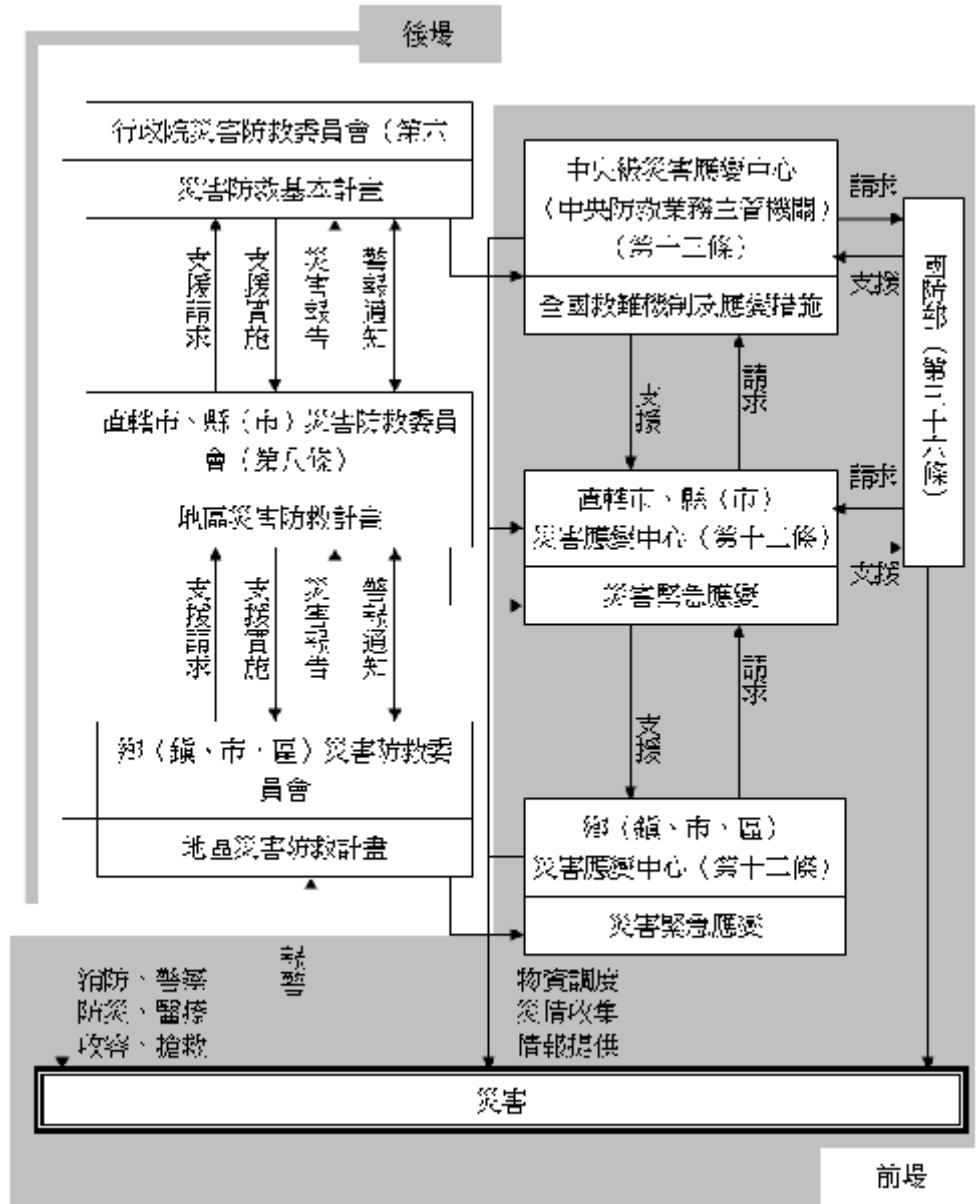 後場
行政院災害防救委員會（第六
災害防救基本計畫
支援請求
支援實施
災害報告
警報通知
直轄市、縣（市）災害防救委員
會（第八條）
地區災害防救計畫
支援請求
支援實施
災害報告
警報通知
鄉（鎮、市、區）災害防救委
員會
地區災害防救計畫
報警
消防、警察
防災、醫療
收容、搶救
中央級災害應變中心
（中央防救業務主管機關）
（第十二條）
全國救難機制及應變措施
支援
請求
直轄市、縣（市）
災害應變中心（第十二條）
災害緊急應變
支援
請求
鄉（鎮、市、區）
災害應變中心（第十二條）
災害緊急應變
物資調度
災情收集
情報提供
請求
支援
請求
支援
國防部（第三十六條）
災害
前場